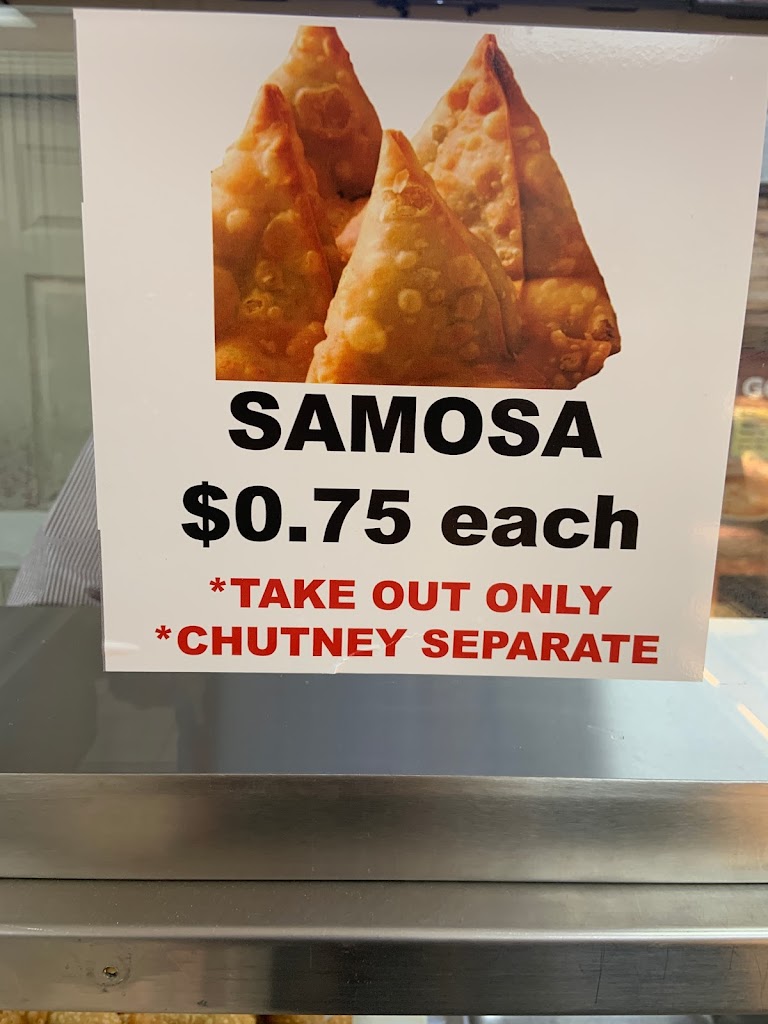 SAMOSA
$0.75 each
*TAKE OUT ONLY
*CHUTNEY SEPARATE